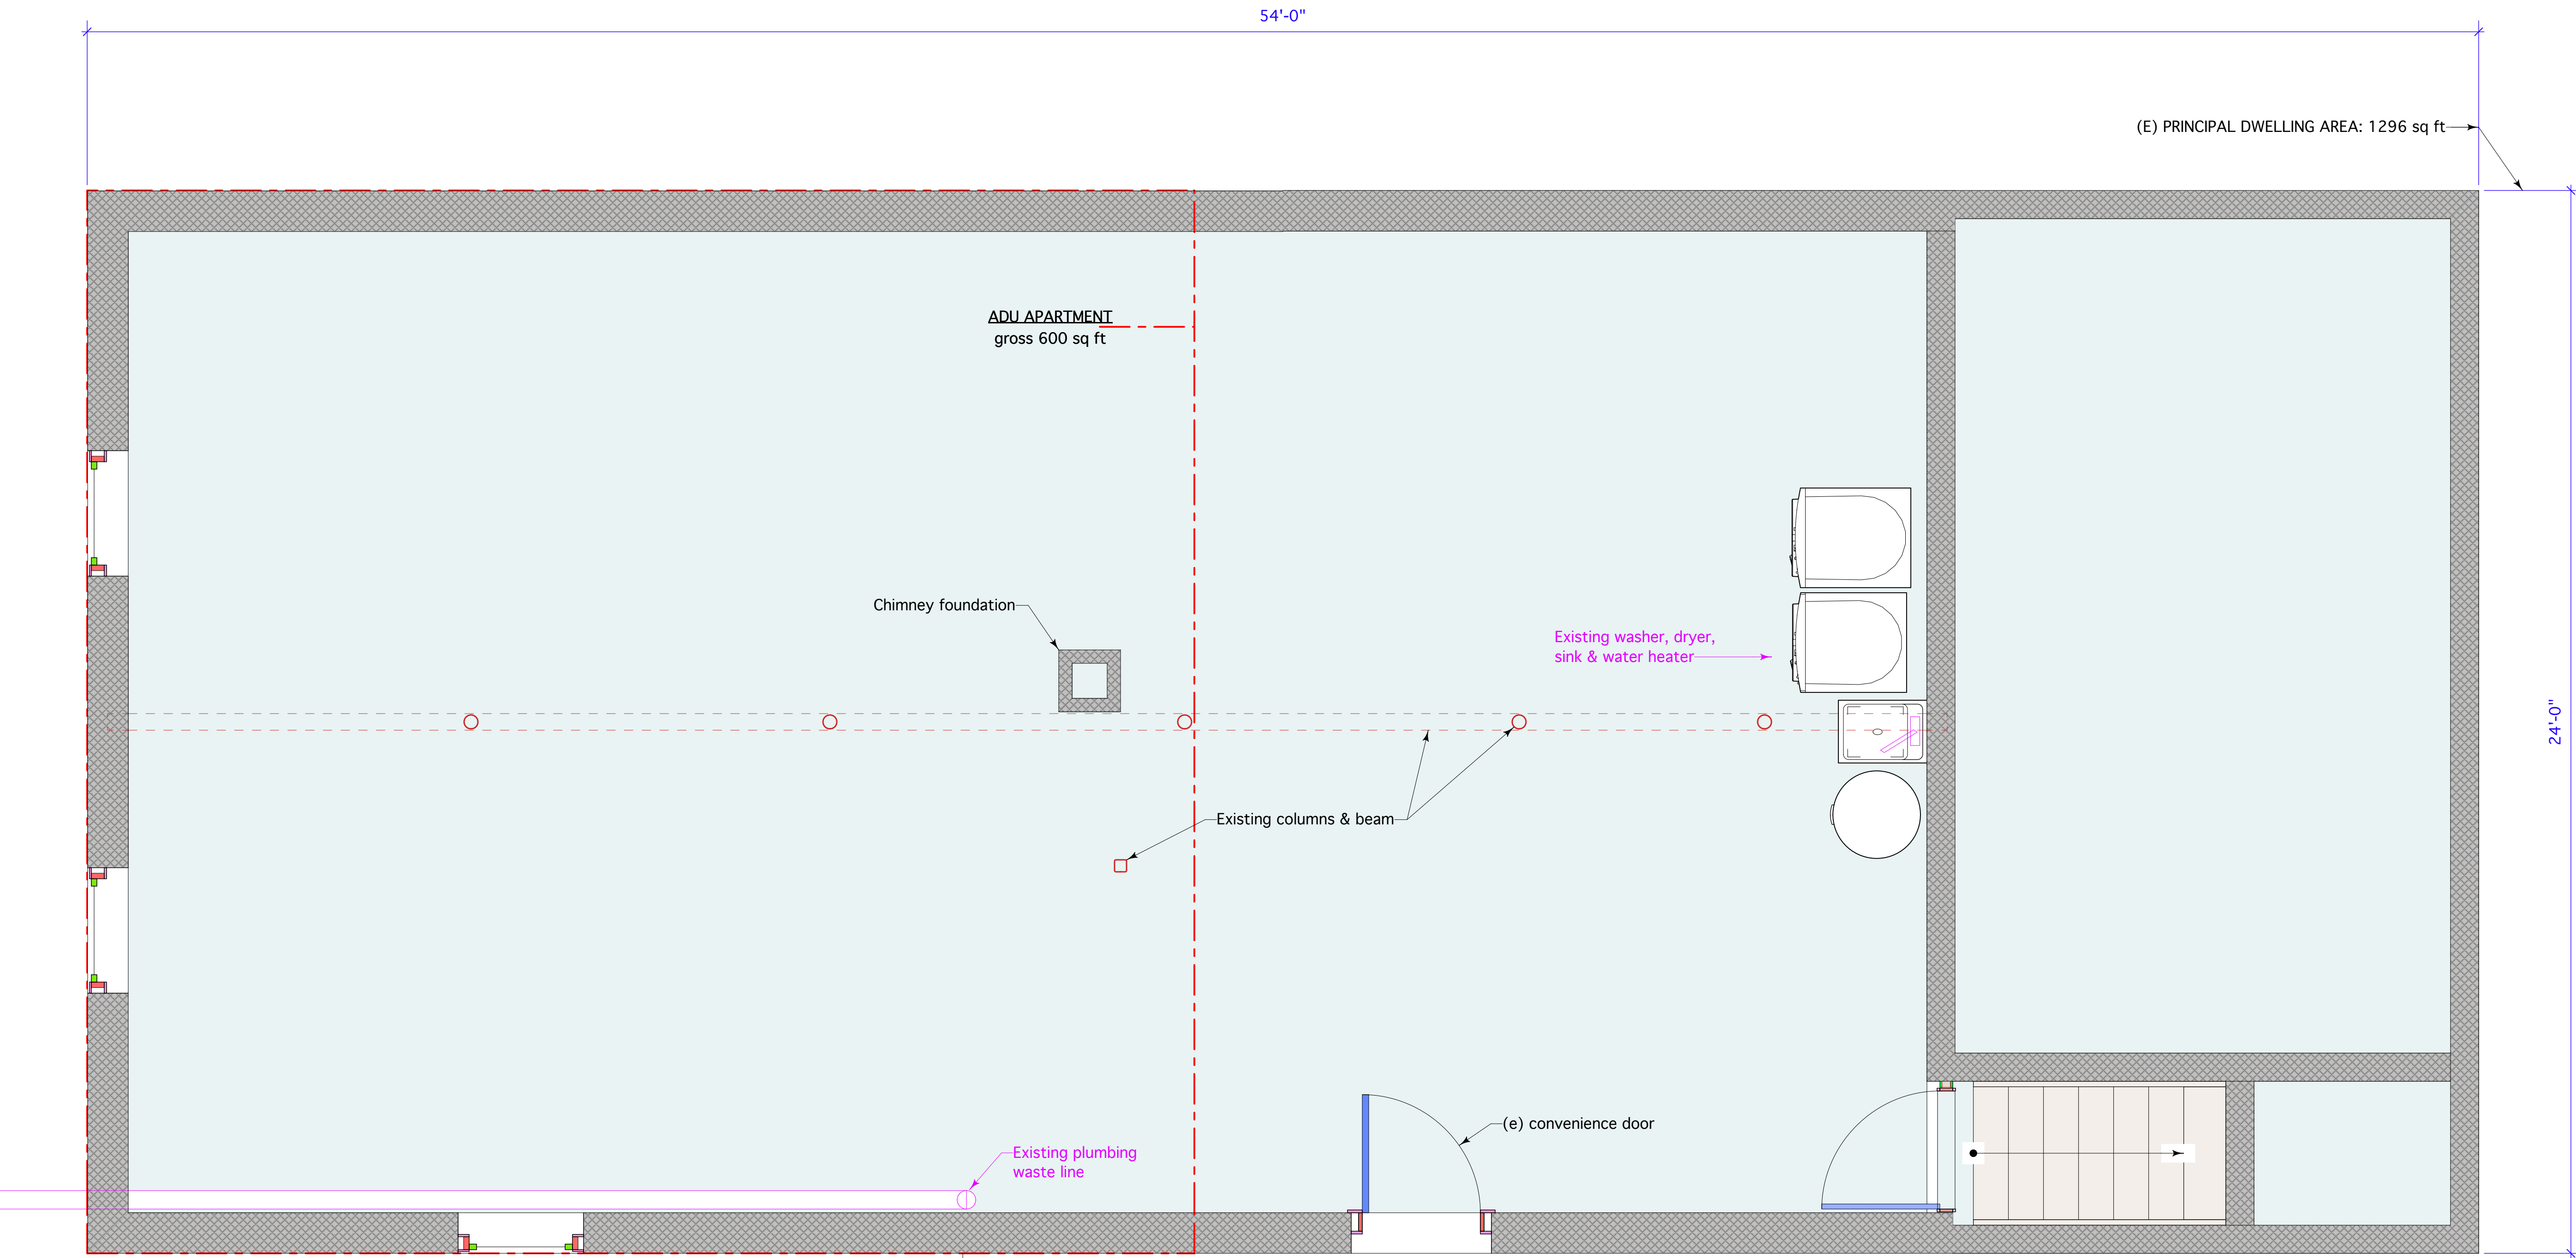 54'-0"
(E) PRINCIPAL DWELLING AREA: 1296 sq ft
ADU APARTMENT
gross 600 sq ft
Chimney foundation
Existing washer, dryer,
sink & water heater
24'-0"
Existing columns & beam
(e) convenience door
Existing plumbing
waste line